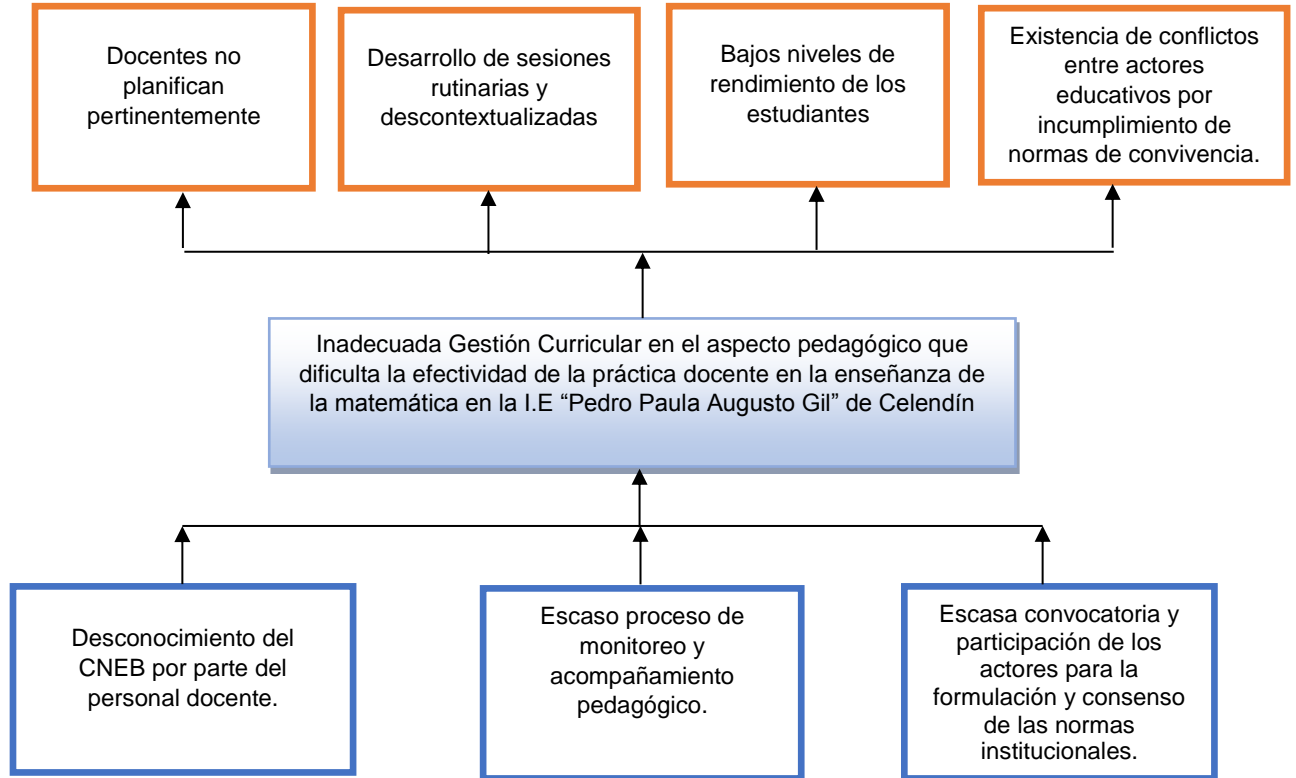 Docentes no
planifican
pertinentemente
Desarrollo de sesiones
rutinarias y
descontextualizadas
Bajos niveles de
rendimiento de los
estudiantes
Existencia de conflictos
entre actores
educativos por
incumplimiento de
normas de convivencia.
Inadecuada Gestión Curricular en el aspecto pedagógico que
dificulta la efectividad de la práctica docente en la enseñanza de
la matemática en la I.E “Pedro Paula Augusto Gil” de Celendín
Desconocimiento del
CNEB por parte del
personal docente.
Escaso proceso de
monitoreo y
acompañamiento
pedagógico.
Escasa convocatoria y
participación de los
actores para la
formulación y consenso
de las normas
institucionales.